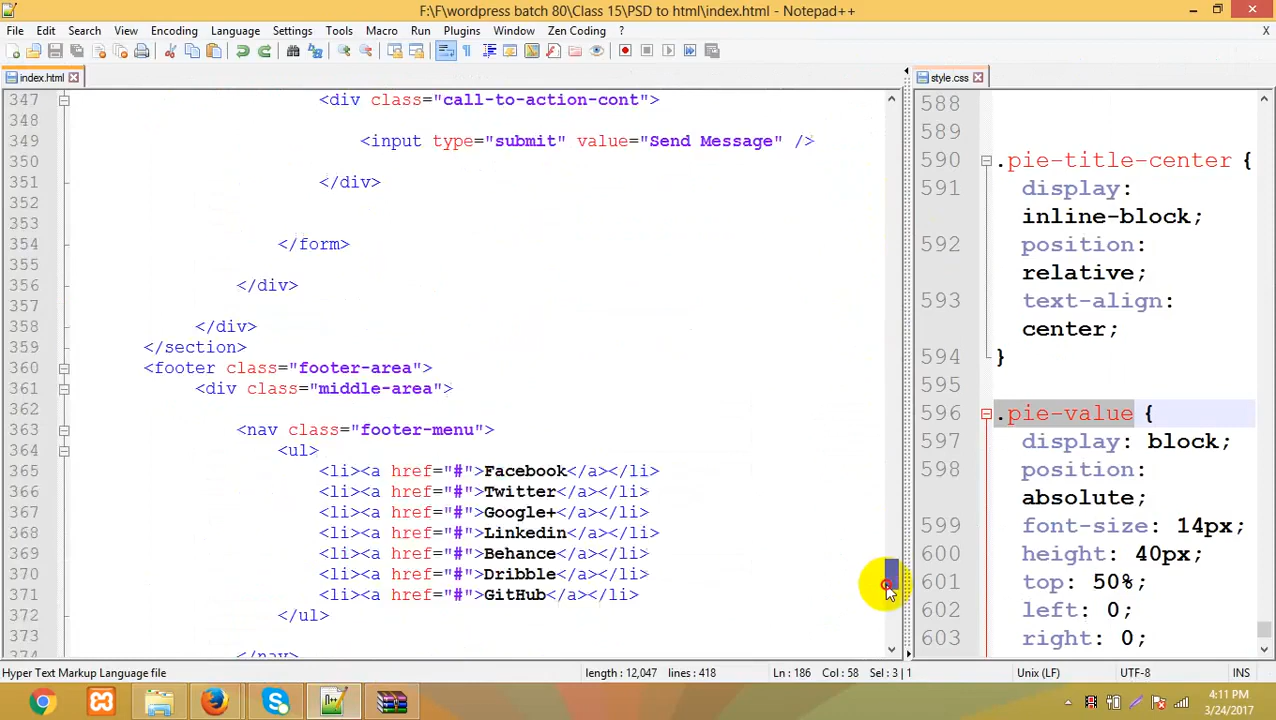 F:\F\wordpress batch 80\Class 15\PSD to html\index.html - Notepad++
File Edit Search View Encoding Language Settings Tools Macro Run Plugins Window Zen Coding ?
X
index.html
style.css
347 <div class="call-to-action-cont">
348
349 <input type="submit" value="Send Message" />
350
351 </div>
352
353
354 </form>
355
356 </div>
357
358 </div>
359 </section>
360 <footer class="footer-area">
361 <div class="middle-area">
362
363 <nav class="footer-menu">
364 <ul>
365 <li><a href="#">Facebook</a></li>
366 <li><a href="#">Twitter</a></li>
367 <li><a href="#">Google+</a></li>
368 <li><a href="#">Linkedin</a></li>
369 <li><a href="#">Behance</a></li>
370 <li><a href="#">Dribble</a></li>
371 <li><a href="#">GitHub</a></li>
372 </ul>
373
374 </nav>
588
589
590 .pie-title-center {
591 display:
inline-block;
592 position:
relative;
593 text-align:
center;
594 }
595
596 .pie-value {
597 display: block;
598 position:
absolute;
599 font-size: 14px;
600 height: 40px;
601 top: 50%;
602 left: 0;
603 right: 0;
Hyper Text Markup Language file length : 12,047 lines : 418 Ln : 186 Col : 58 Sel : 3 | 1 Unix (LF) UTF-8 INS
4:11 PM
3/24/2017